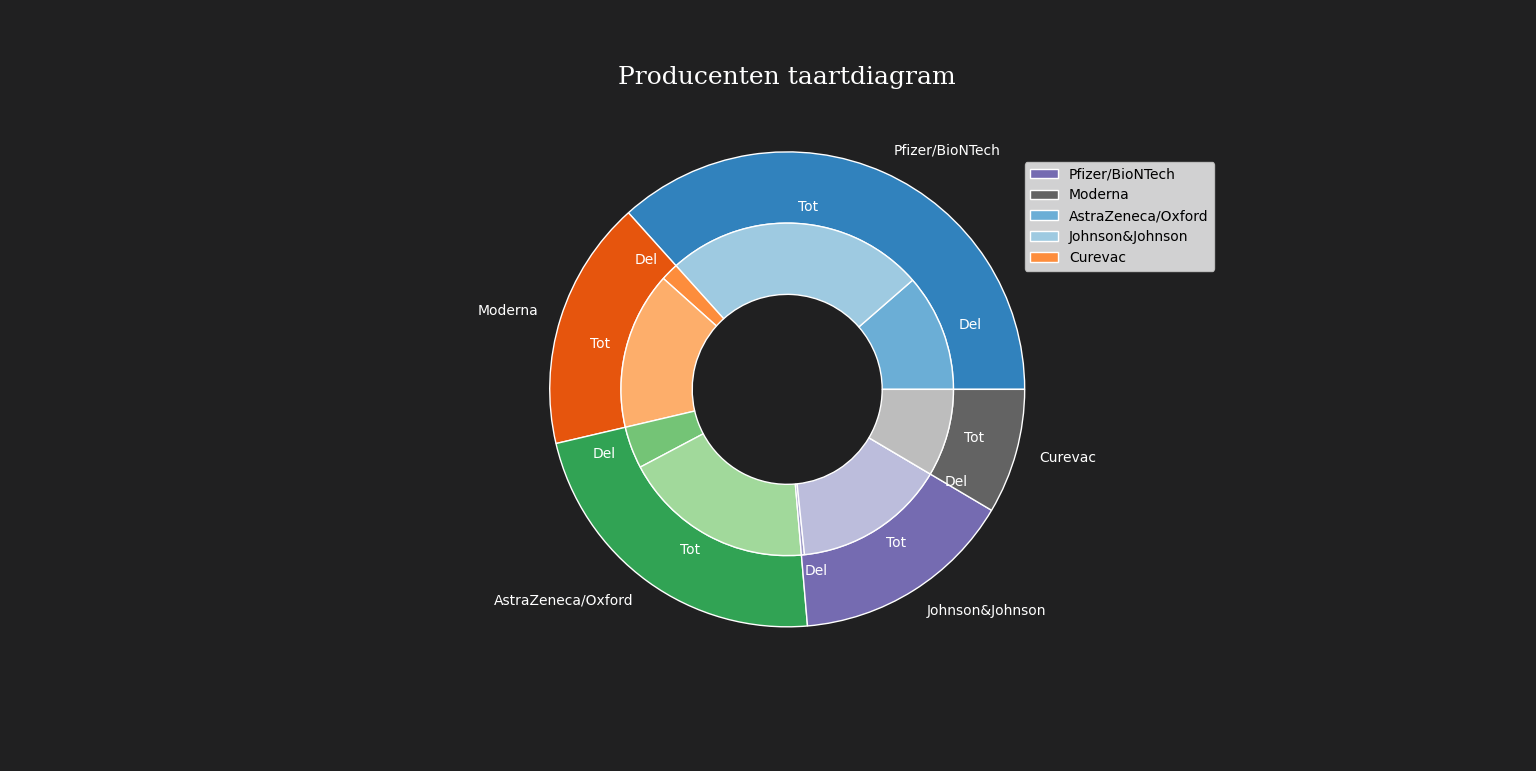 Producenten taartdiagram
Pfizer/BioNTech
Pfizer/BioNTech
Moderna
AstraZeneca/Oxford
Johnson&Johnson
Curevac
Tot
Del
Del
Moderna
Tot
Tot
Del
Curevac
Del
Tot
Tot
Del
AstraZeneca/Oxford
Johnson&Johnson